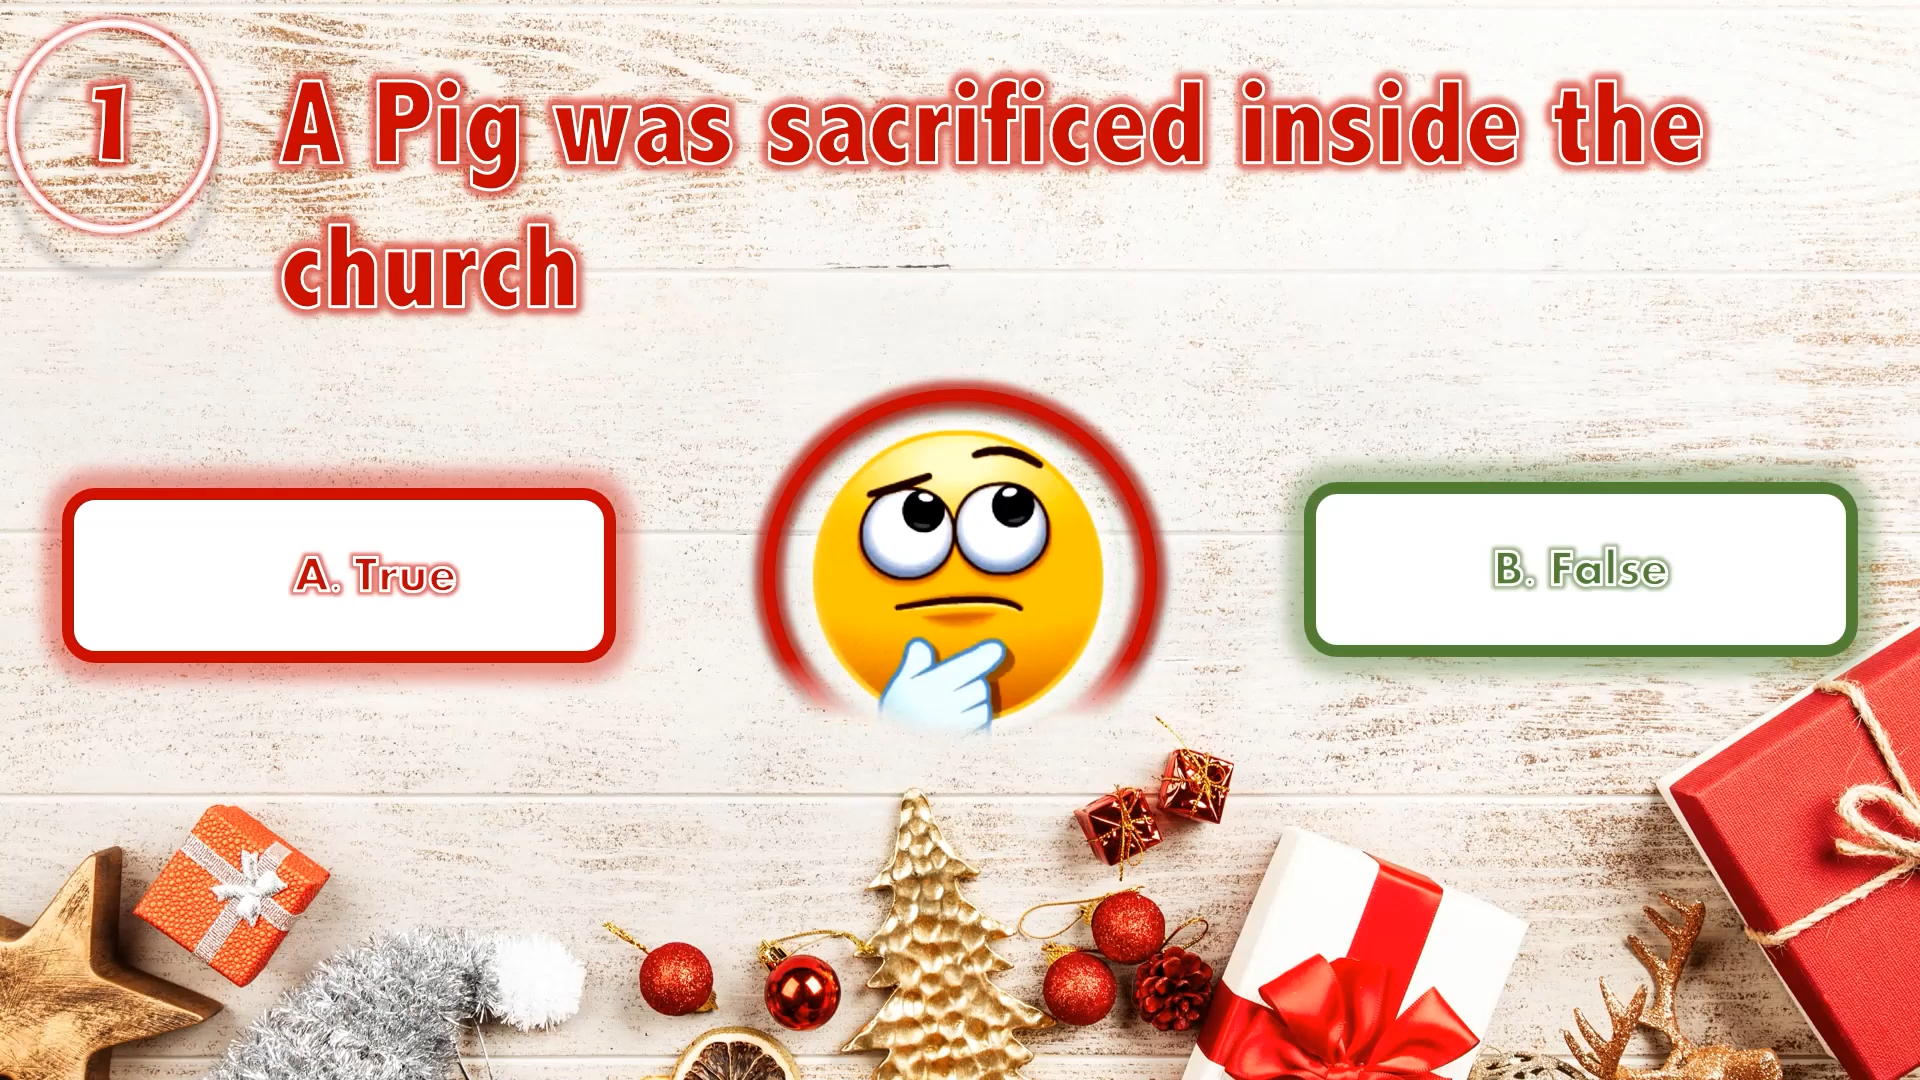 1
A Pig was sacrificed inside the
church
A. True
B. False